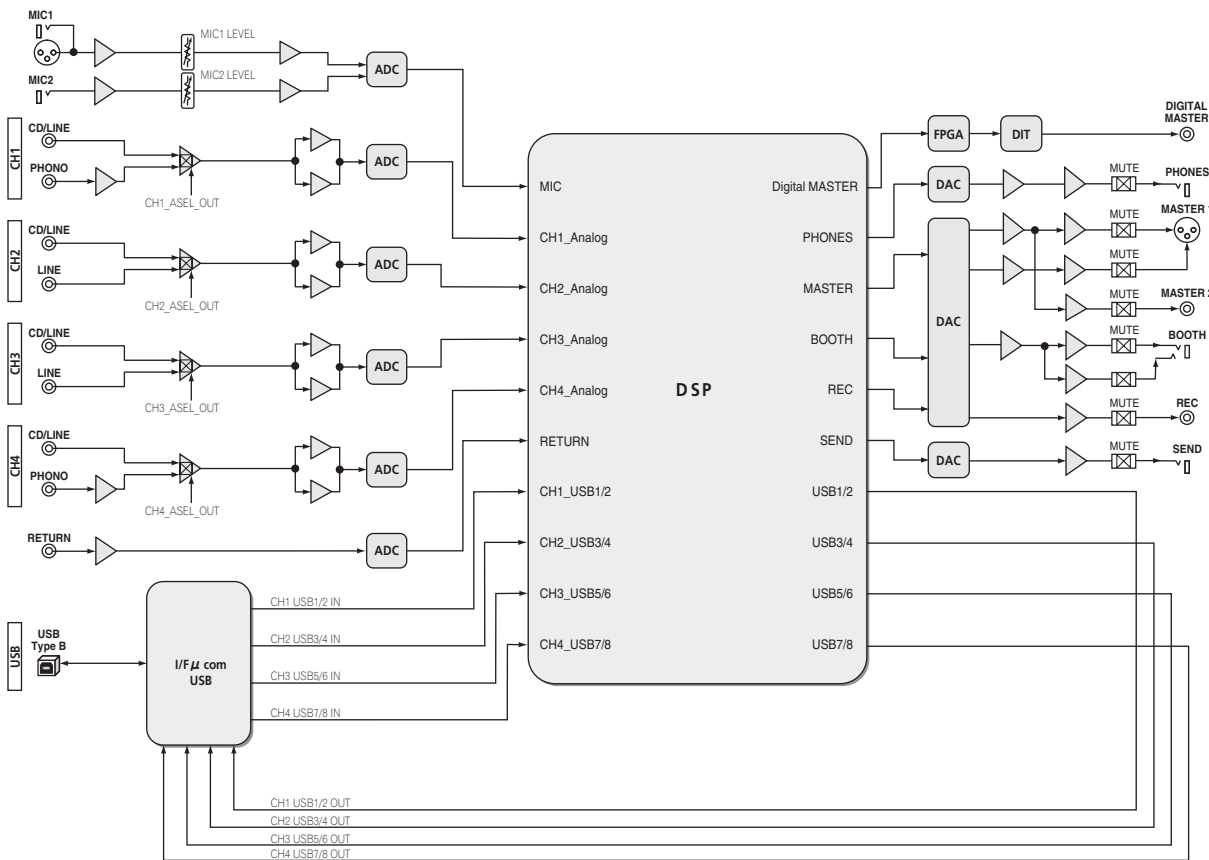 MIC1
MIC1 LEVEL
MIC2
MIC2 LEVEL
ADC
CH1
CD/LINE
PHONO
CH1_ASEL_OUT
ADC
CH2
CD/LINE
LINE
CH2_ASEL_OUT
ADC
CH3
CD/LINE
LINE
CH3_ASEL_OUT
ADC
CH4
CD/LINE
PHONO
CH4_ASEL_OUT
ADC
RETURN
ADC
USB
USB
Type B
I/F μ com
USB
CH1 USB1/2 IN
CH2 USB3/4 IN
CH3 USB5/6 IN
CH4 USB7/8 IN
CH1 USB1/2 OUT
CH2 USB3/4 OUT
CH3 USB5/6 OUT
CH4 USB7/8 OUT
DSP
MIC
CH1_Analog
CH2_Analog
CH3_Analog
CH4_Analog
RETURN
CH1_USB1/2
CH2_USB3/4
CH3_USB5/6
CH4_USB7/8
Digital MASTER
PHONES
MASTER
BOOTH
REC
SEND
USB1/2
USB3/4
USB5/6
USB7/8
FPGA
DIT
DIGITAL
MASTER
DAC
MUTE
PHONES
DAC
MUTE
MASTER 1
MUTE
MUTE
MASTER 2
MUTE
BOOTH
MUTE
REC
DAC
MUTE
SEND